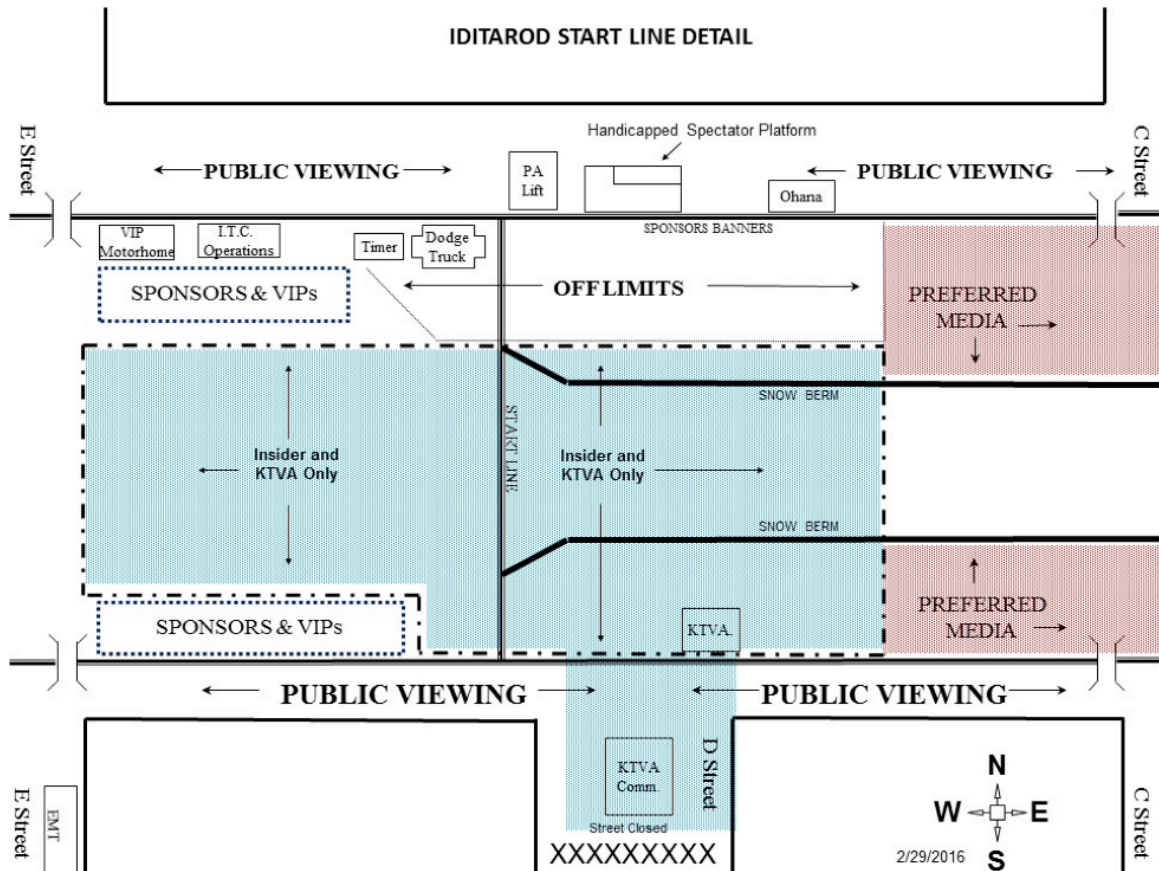 IDITAROD START LINE DETAIL
E Street
C Street
Handicapped Spectator Platform
PUBLIC VIEWING
PA
Lift
PUBLIC VIEWING
Ohana
VIP
Motorhome
I.T.C.
Operations
Timer
Dodge
Truck
SPONSORS BANNERS
SPONSORS & VIPs
OFF LIMITS
PREFERRED
MEDIA
SNOW BERM
Insider and
KTVA Only
START LINE
Insider and
KTVA Only
SNOW BERM
SPONSORS & VIPs
KTVA.
PREFERRED
MEDIA
PUBLIC VIEWING
PUBLIC VIEWING
E Street
EMT
KTVA
Comm.
D Street
Street Closed
XXXXXXXXX
N
W E
S
2/29/2016
C Street